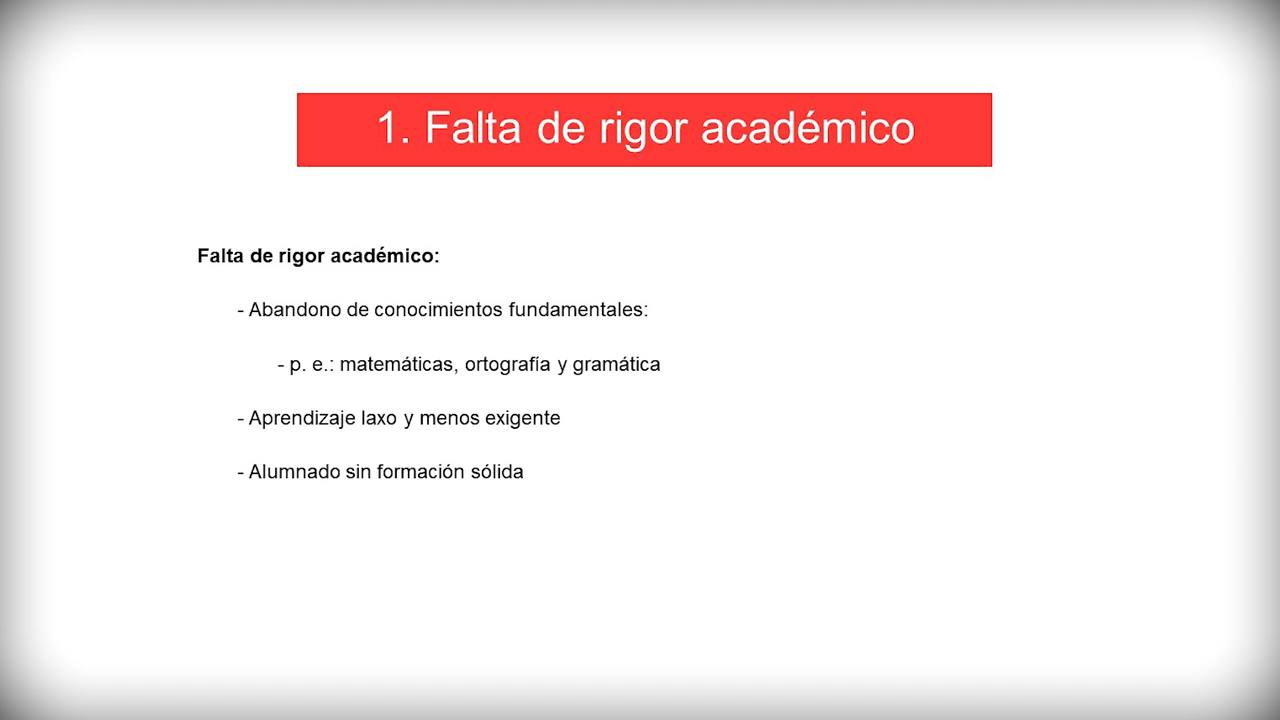 1. Falta de rigor académico
Falta de rigor académico:
- Abandono de conocimientos fundamentales:
- p. e.: matemáticas, ortografía y gramática
- Aprendizaje laxo y menos exigente
- Alumnado sin formación sólida